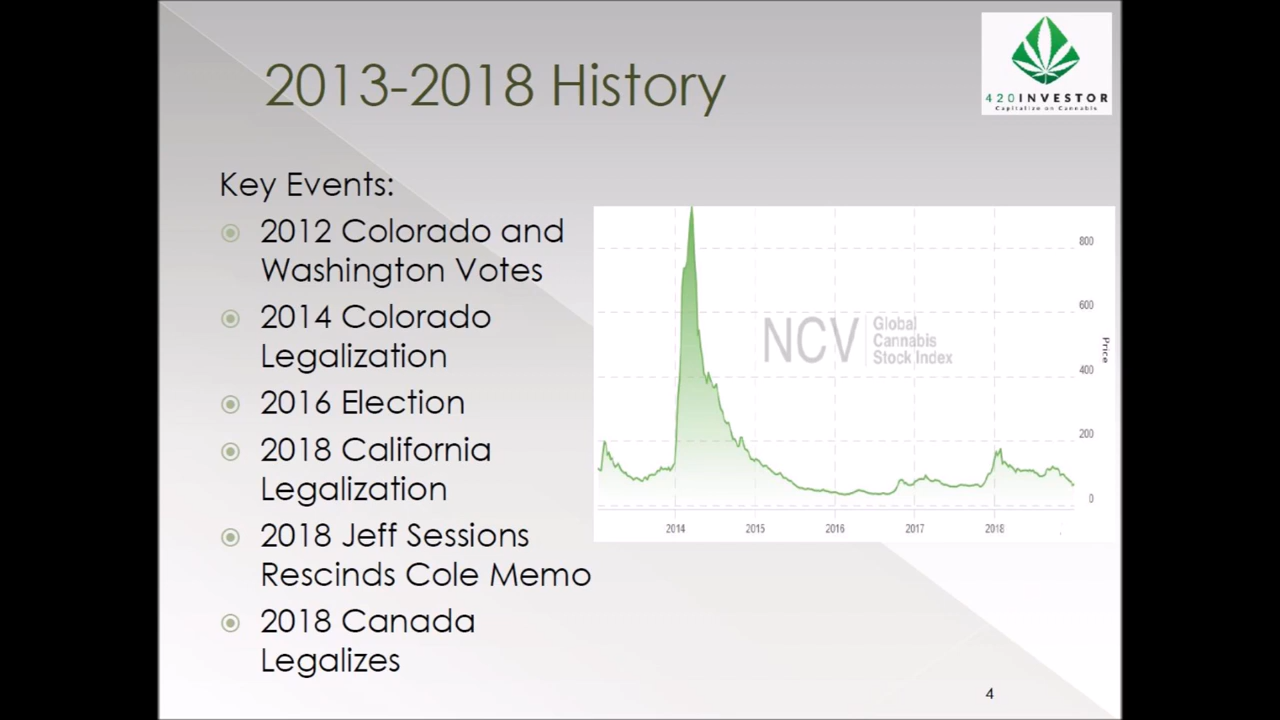 2013-2018 History
420INVESTOR
Capitalize on Cannabis
Key Events:
2012 Colorado and
Washington Votes
2014 Colorado
Legalization
2016 Election
2018 California
Legalization
2018 Jeff Sessions
Rescinds Cole Memo
2018 Canada
Legalizes
NCV
Global
Cannabis
Stock Index
800
600
400
200
0
Price
2014
2015
2016
2017
2018
4